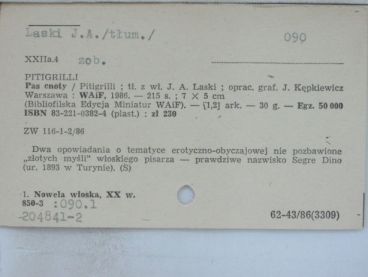 Laski J.A./tłum./
090
XXIIa.4 zob.
PITIGRILLI
Pas cnoty / Pitigrilli ; tł. z wł. J. A. Łaski ; oprac. graf. J. Kępkiewicz
Warszawa : WAiF, 1986. — 215 s. ; 7 X 5 cm
(Bibliofilska Edycja Miniatur WAiF). — (1,2] ark. — 30 g. — Egz. 50 000
ISBN 83-221-0382-4 (plast.) : zł 230
ZW 116-1-2/86
Dwa opowiadania o tematyce erotyczno-obyczajowej nie pozbawione
„złotych myśli” włoskiego pisarza — prawdziwe nazwisko Segre Dino
(ur. 1893 w Turynie). (S)
1. Nowela włoska, XX w.
850-3 :090.1
-204841-2
62-43/86(3309)